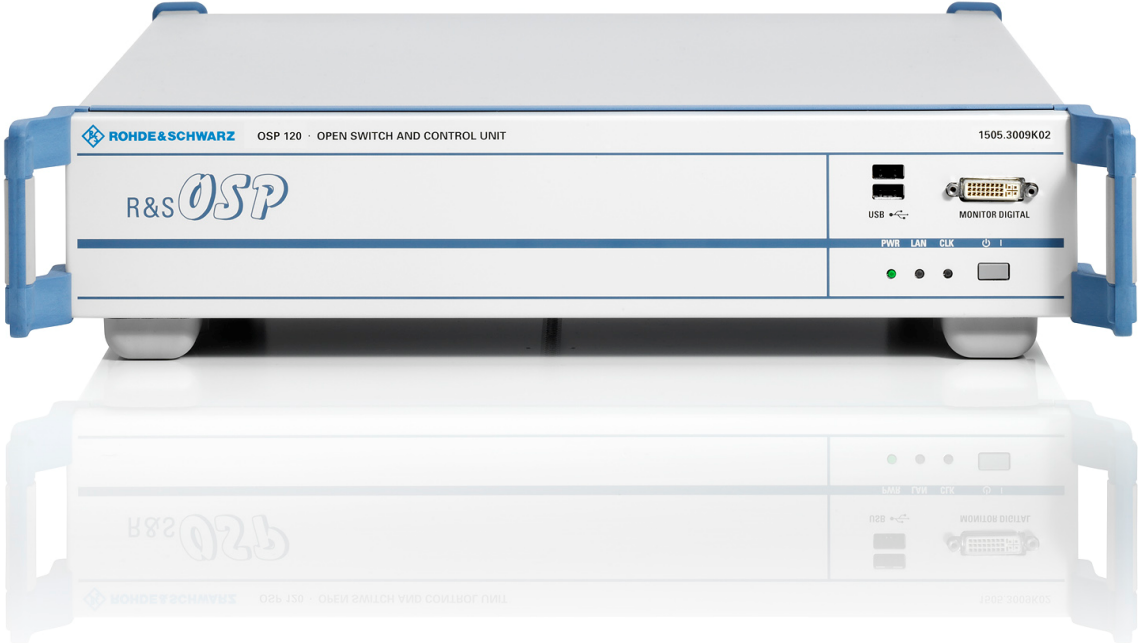 ROHDE&SCHWARZ OSP 120 · OPEN SWITCH AND CONTROL UNIT 1505.3009K02
R&S OSP
USB MONITOR DIGITAL
PWR LAN CLK I